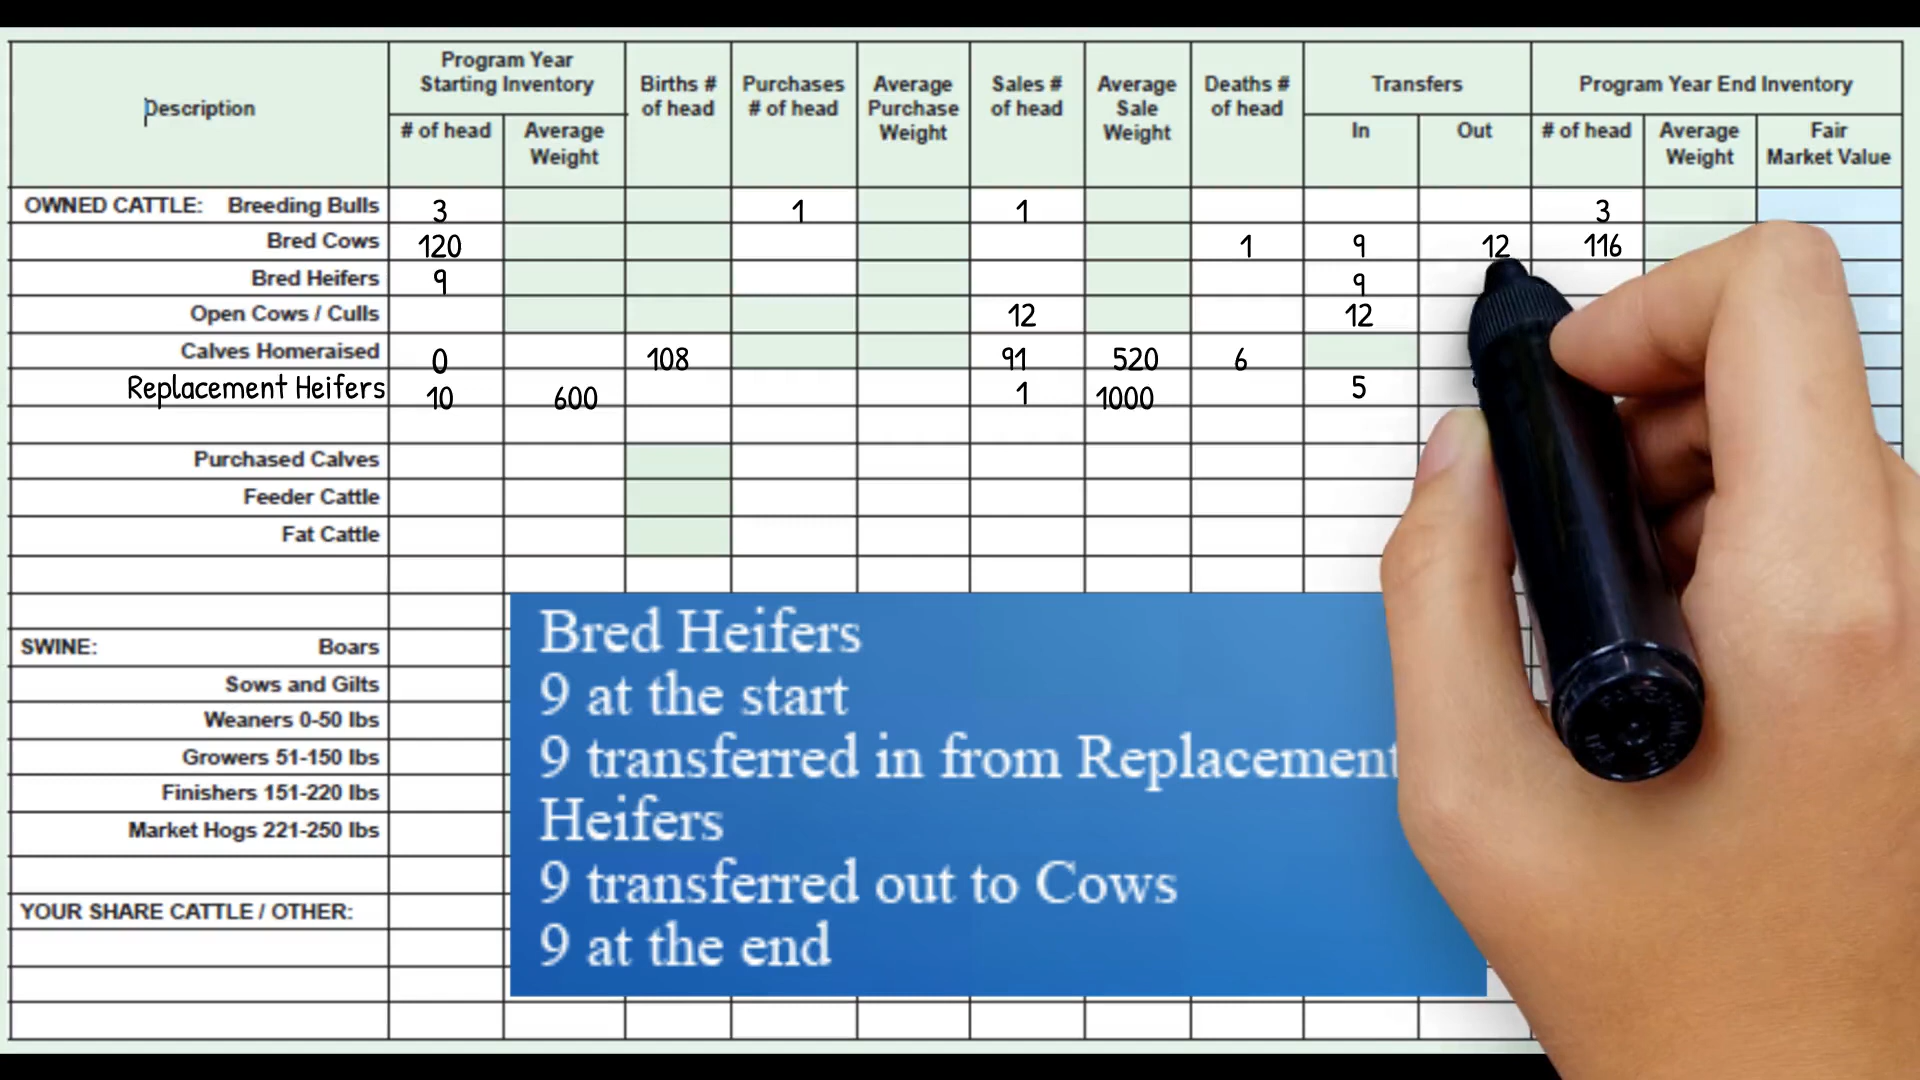 Description
Program Year
Starting Inventory
# of head
Average
Weight
Births #
of head
Purchases
# of head
Average
Purchase
Weight
Sales #
of head
Average
Sale
Weight
Deaths #
of head
Transfers
In
Out
Program Year End Inventory
# of head
Average
Weight
Fair
Market Value
OWNED CATTLE: Breeding Bulls 3 1 1 3
Bred Cows 120 1 9 12 116
Bred Heifers 9 9
Open Cows / Culls 12 12
Calves Homeraised 0 108 91 520 6
Replacement Heifers 10 600 1 1000 5
Purchased Calves
Feeder Cattle
Fat Cattle
SWINE: Boars
Sows and Gilts
Weaners 0-50 lbs
Growers 51-150 lbs
Finishers 151-220 lbs
Market Hogs 221-250 lbs
YOUR SHARE CATTLE / OTHER:
Bred Heifers
9 at the start
9 transferred in from Replacement
Heifers
9 transferred out to Cows
9 at the end